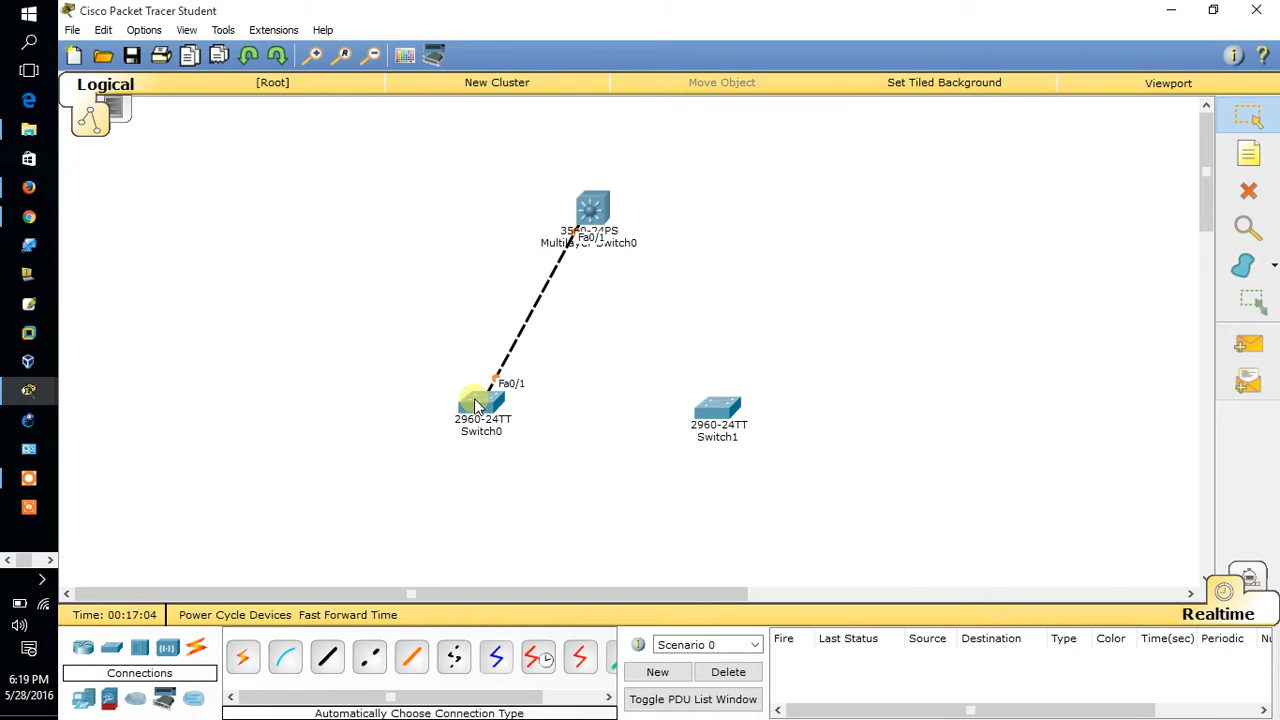 Cisco Packet Tracer Student
File Edit Options View Tools Extensions Help
Logical [Root] New Cluster Move Object Set Tiled Background Viewport
Fa0/1
Multilayer Switch0
Fa0/1
2960-24TT
Switch0
2960-24TT
Switch1
Time: 00:17:04 Power Cycle Devices Fast Forward Time
Realtime
Connections
Automatically Choose Connection Type
Scenario 0
New Delete
Toggle PDU List Window
Fire Last Status Source Destination Type Color Time(sec) Periodic
6:19 PM
5/28/2016